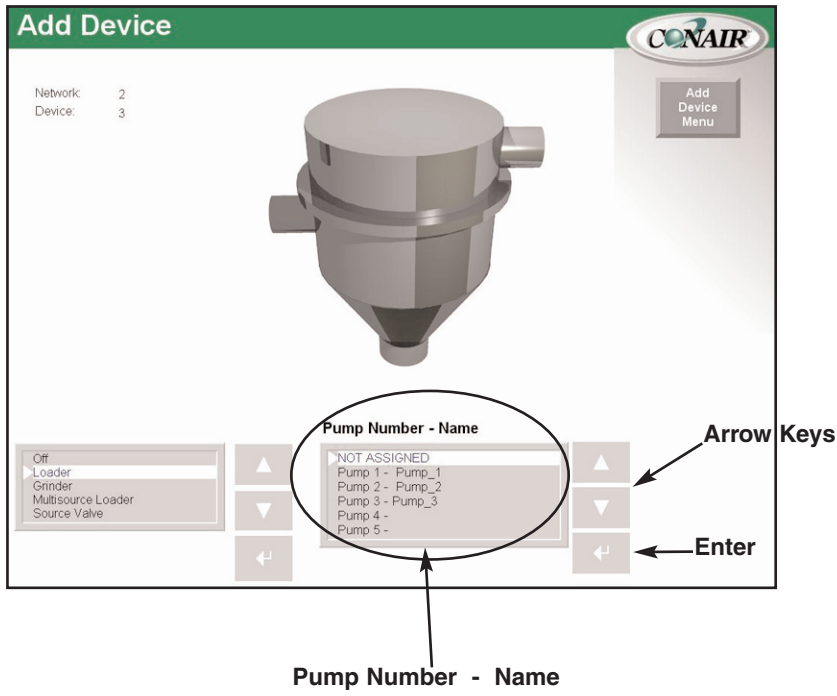 Add Device
CONAIR
Network: 2
Device: 3
Add
Device
Menu
Pump Number - Name
Arrow Keys
Off
Loader
Grinder
Multisource Loader
Source Valve
NOT ASSIGNED
Pump 1 - Pump_1
Pump 2 - Pump_2
Pump 3 - Pump_3
Pump 4 -
Pump 5 -
Enter
Pump Number - Name